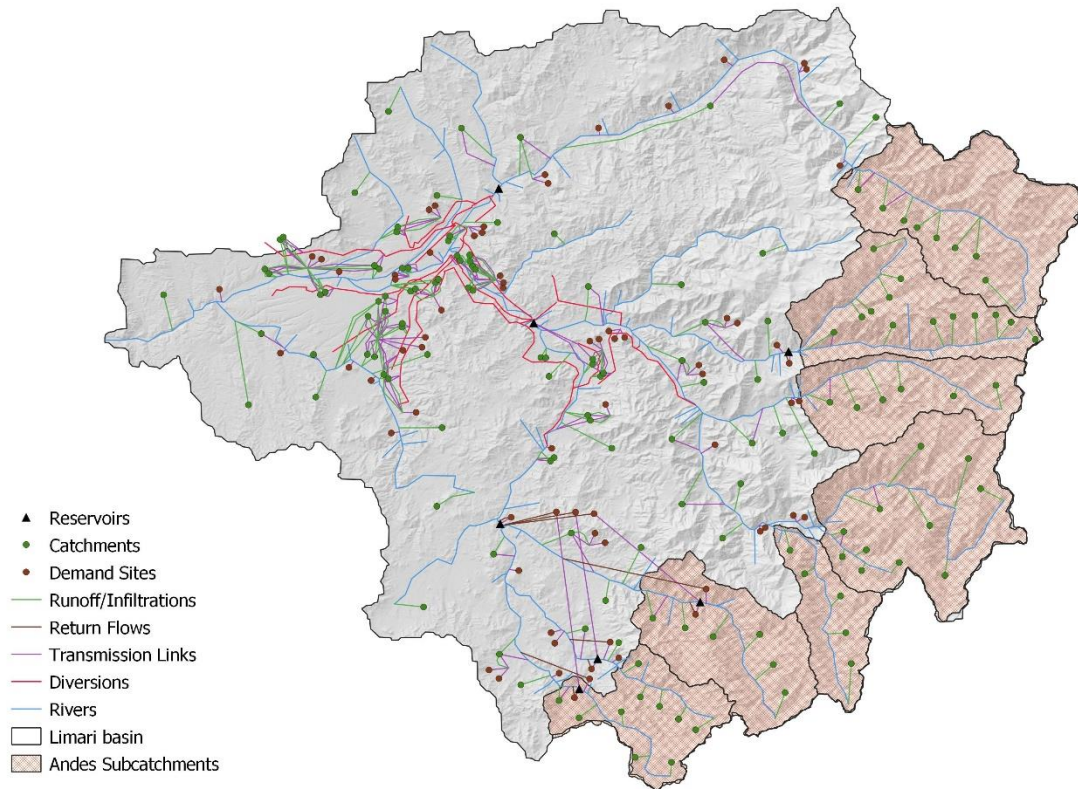 Reservoirs
Catchments
Demand Sites
Runoff/Infiltrations
Return Flows
Transmission Links
Diversions
Rivers
Limari basin
Andes Subcatchments